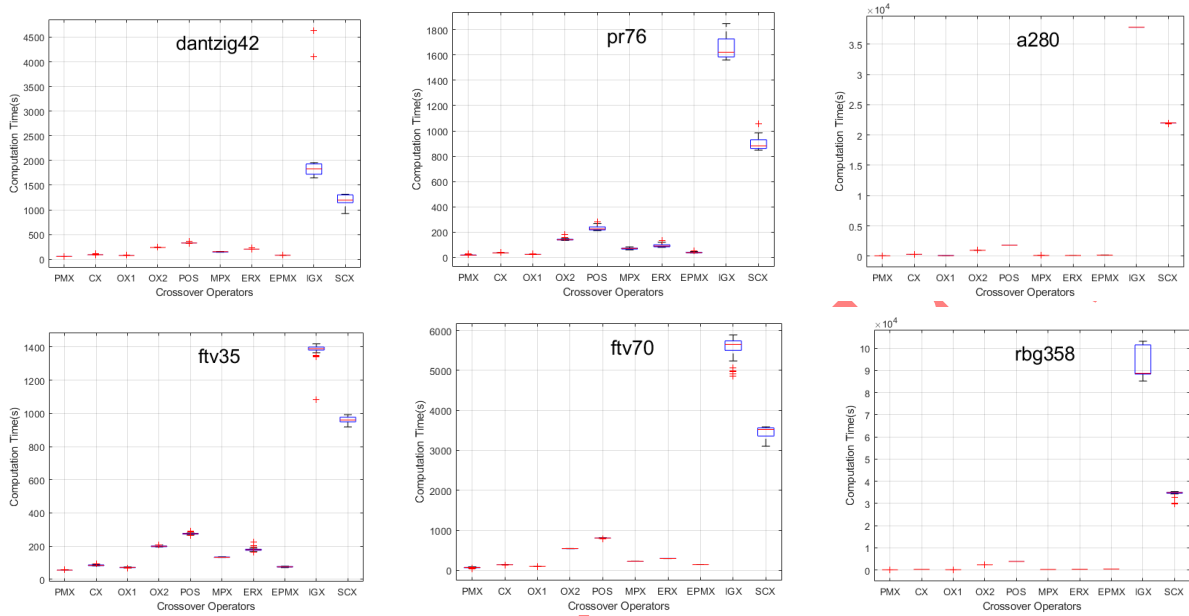 dantzig42
Computation Time(s)
4500
4000
3500
3000
2500
2000
1500
1000
500
0
PMX CX OX1 OX2 POS MPX ERX EPMX IGX SCX
Crossover Operators
pr76
Computation Time(s)
1800
1600
1400
1200
1000
800
600
400
200
0
PMX CX OX1 OX2 POS MPX ERX EPMX IGX SCX
Crossover Operators
×10⁴
a280
Computation Time(s)
3.5
3
2.5
2
1.5
1
0.5
0
PMX CX OX1 OX2 POS MPX ERX EPMX IGX SCX
Crossover Operators
ftv35
Computation Time(s)
1400
1200
1000
800
600
400
200
0
PMX CX OX1 OX2 POS MPX ERX EPMX IGX SCX
Crossover Operators
ftv70
Computation Time(s)
6000
5000
4000
3000
2000
1000
0
PMX CX OX1 OX2 POS MPX ERX EPMX IGX SCX
Crossover Operators
×10⁴
rbg358
Computation Time(s)
10
9
8
7
6
5
4
3
2
1
0
PMX CX OX1 OX2 POS MPX ERX EPMX IGX SCX
Crossover Operators